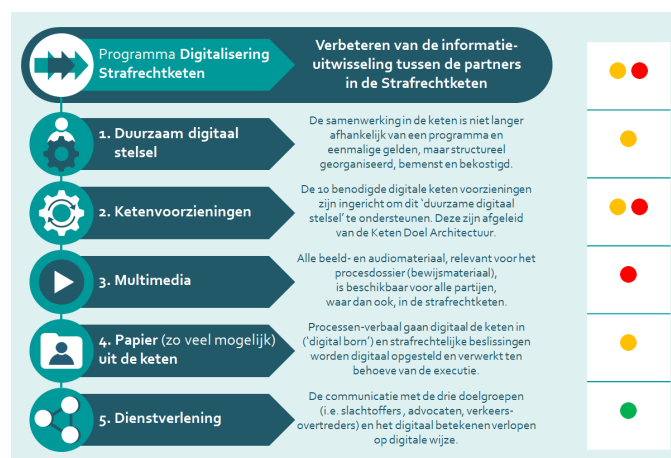 Programma Digitalisering
Strafrechtketen
Verbeteren van de informatie-
uitwisseling tussen de partners
in de Strafrechtketen
1. Duurzaam digitaal
stelsel
De samenwerking in de keten is niet langer
afhankelijk van een programma en
eenmalige gelden, maar structureel
georganiseerd, bemenst en bekostigd.
2. Ketenvoorzieningen
De 10 benodigde digitale keten voorzieningen
zijn ingericht om dit ‘duurzame digitaal
stelsel’ te ondersteunen. Deze zijn afgeleid
van de Keten Doel Architectuur.
3. Multimedia
Alle beeld- en audiomateriaal, relevant voor het
procesdossier (bewijsmateriaal),
is beschikbaar voor alle partijen,
waar dan ook, in de strafrechtketen.
4. Papier (zo veel mogelijk)
uit de keten
Processen-verbaal gaan digitaal de keten in
(‘digital born’) en strafrechtelijke beslissingen
worden digitaal opgesteld en verwerkt ten
behoeve van de executie.
5. Dienstverlening
De communicatie met de drie doelgroepen
(i.e. slachtoffers, advocaten, verkeers-
overtreders) en het digitaal betekenen verlopen
op digitale wijze.